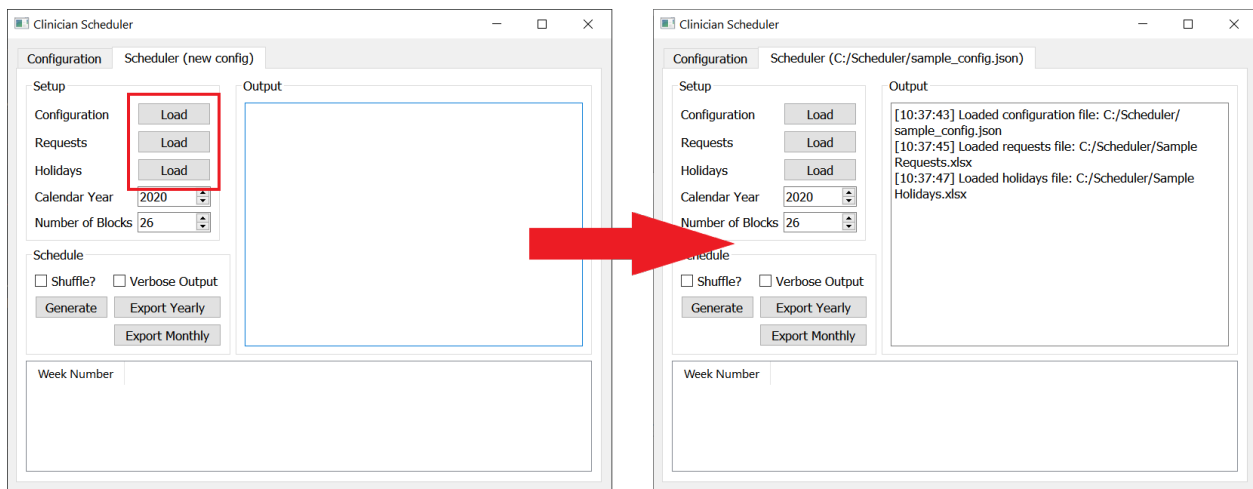 Clinician Scheduler
Configuration Scheduler (new config)
Setup
Configuration Load
Requests Load
Holidays Load
Calendar Year 2020
Number of Blocks 26
Schedule
Shuffle? Verbose Output
Generate Export Yearly
Export Monthly
Output
Week Number
Clinician Scheduler
Configuration Scheduler (C:/Scheduler/sample_config.json)
Setup
Configuration Load
Requests Load
Holidays Load
Calendar Year 2020
Number of Blocks 26
Schedule
Shuffle? Verbose Output
Generate Export Yearly
Export Monthly
Output
[10:37:43] Loaded configuration file: C:/Scheduler/
sample_config.json
[10:37:45] Loaded requests file: C:/Scheduler/Sample
Requests.xlsx
[10:37:47] Loaded holidays file: C:/Scheduler/Sample
Holidays.xlsx
Week Number